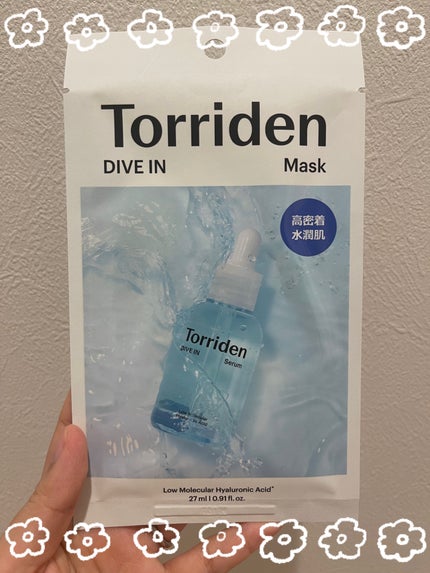 Torriden
DIVE IN Mask
高密着
水潤肌
Torriden
DIVE IN
Serum
Low Molecular Hyaluronic Acid*
27 ml | 0.91 fl. oz.